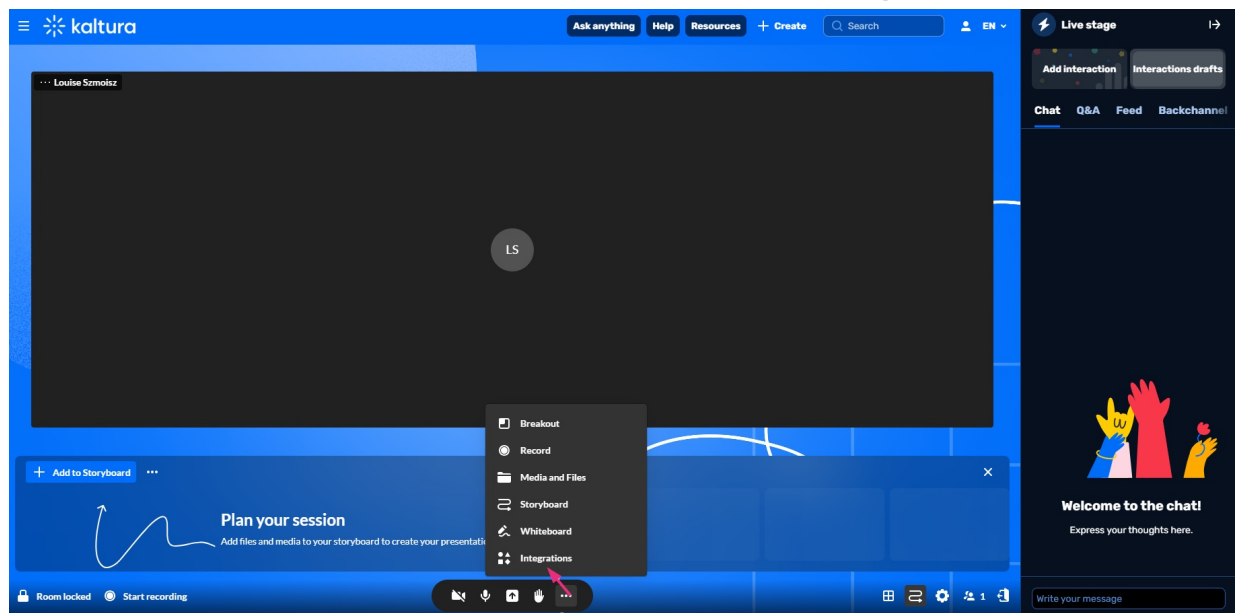 kaltura
Ask anything Help Resources + Create Search EN
Louise Szmoisz
LS
Breakout
Record
Media and Files
Storyboard
Whiteboard
Integrations
+ Add to Storyboard ...
Plan your session
Add files and media to your storyboard to create your
Room locked Start recording
1
Live stage
Add interaction Interactions drafts
Chat Q&A Feed Backchannel
Welcome to the chat!
Express your thoughts here.
Write your message